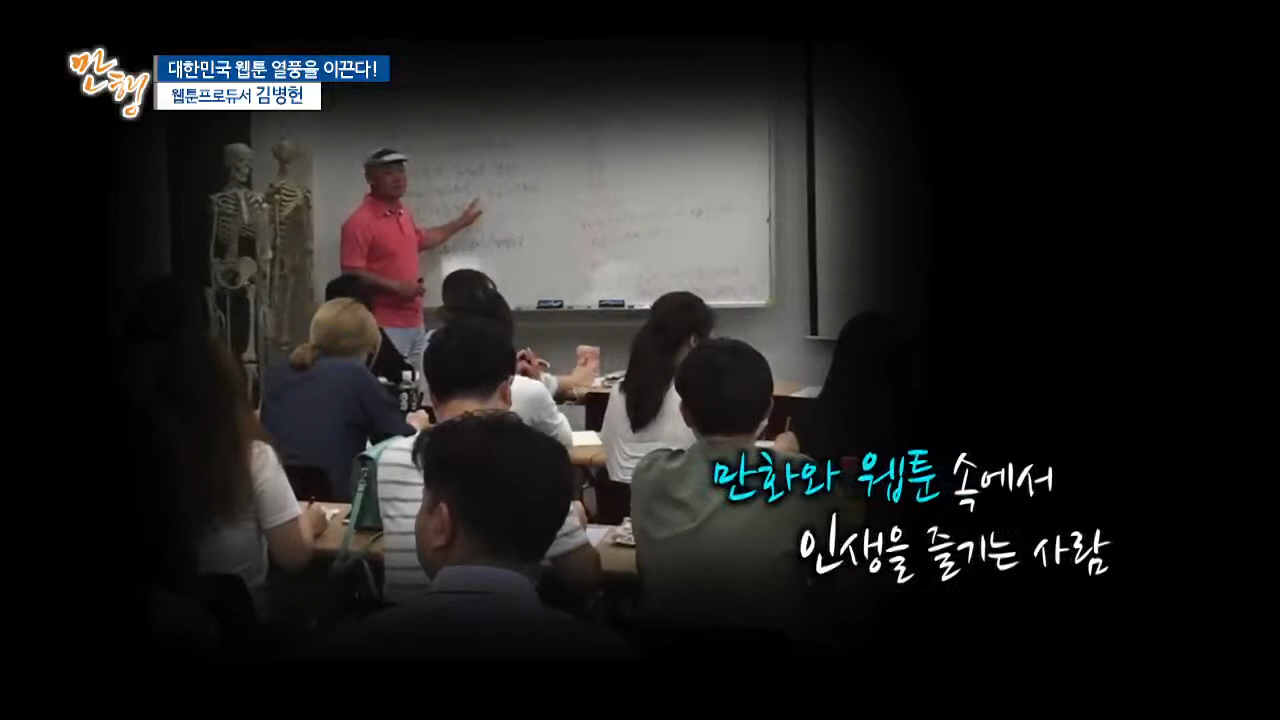 만행
대한민국 웹툰 열풍을 이끈다!
웹툰프로듀서 김병헌
만화와 웹툰 속에서
인생을 즐기는 사람